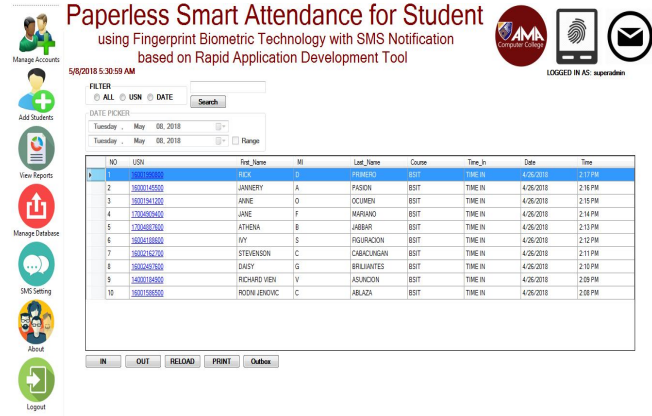 Paperless Smart Attendance for Student
using Fingerprint Biometric Technology with SMS Notification
based on Rapid Application Development Tool
AMA
Computer College
LOGGED IN AS: superadmin
5/8/2018 5:30:59 AM
Manage Accounts
Add Students
View Reports
Manage Database
SMS Setting
About
Logout
FILTER
ALL USN DATE
Search
DATE PICKER
Tuesday , May 08, 2018
Tuesday , May 08, 2018 Range
NO USN First_Name MI Last_Name Course Time_In Date Time
1 16001990800 RICK D PRIMERO BSIT TIME IN 4/26/2018 2:17 PM
2 16000145500 JANNERY A PASION BSIT TIME IN 4/26/2018 2:16 PM
3 16001941200 ANNE O OCUMEN BSIT TIME IN 4/26/2018 2:15 PM
4 17004909400 JANE F MARIANO BSIT TIME IN 4/26/2018 2:14 PM
5 17004887600 ATHENA B JABBAR BSIT TIME IN 4/26/2018 2:13 PM
6 16004188600 IVY S FIGURACION BSIT TIME IN 4/26/2018 2:12 PM
7 16002162700 STEVENSON C CABACUNGAN BSIT TIME IN 4/26/2018 2:11 PM
8 16002497600 DAISY G BRILIANTES BSIT TIME IN 4/26/2018 2:10 PM
9 14000184900 RICHARD VIEN V ASUNCION BSIT TIME IN 4/26/2018 2:09 PM
10 16001586500 RODNI JENOVIC C ABLAZA BSIT TIME IN 4/26/2018 2:08 PM
IN OUT RELOAD PRINT Outbox